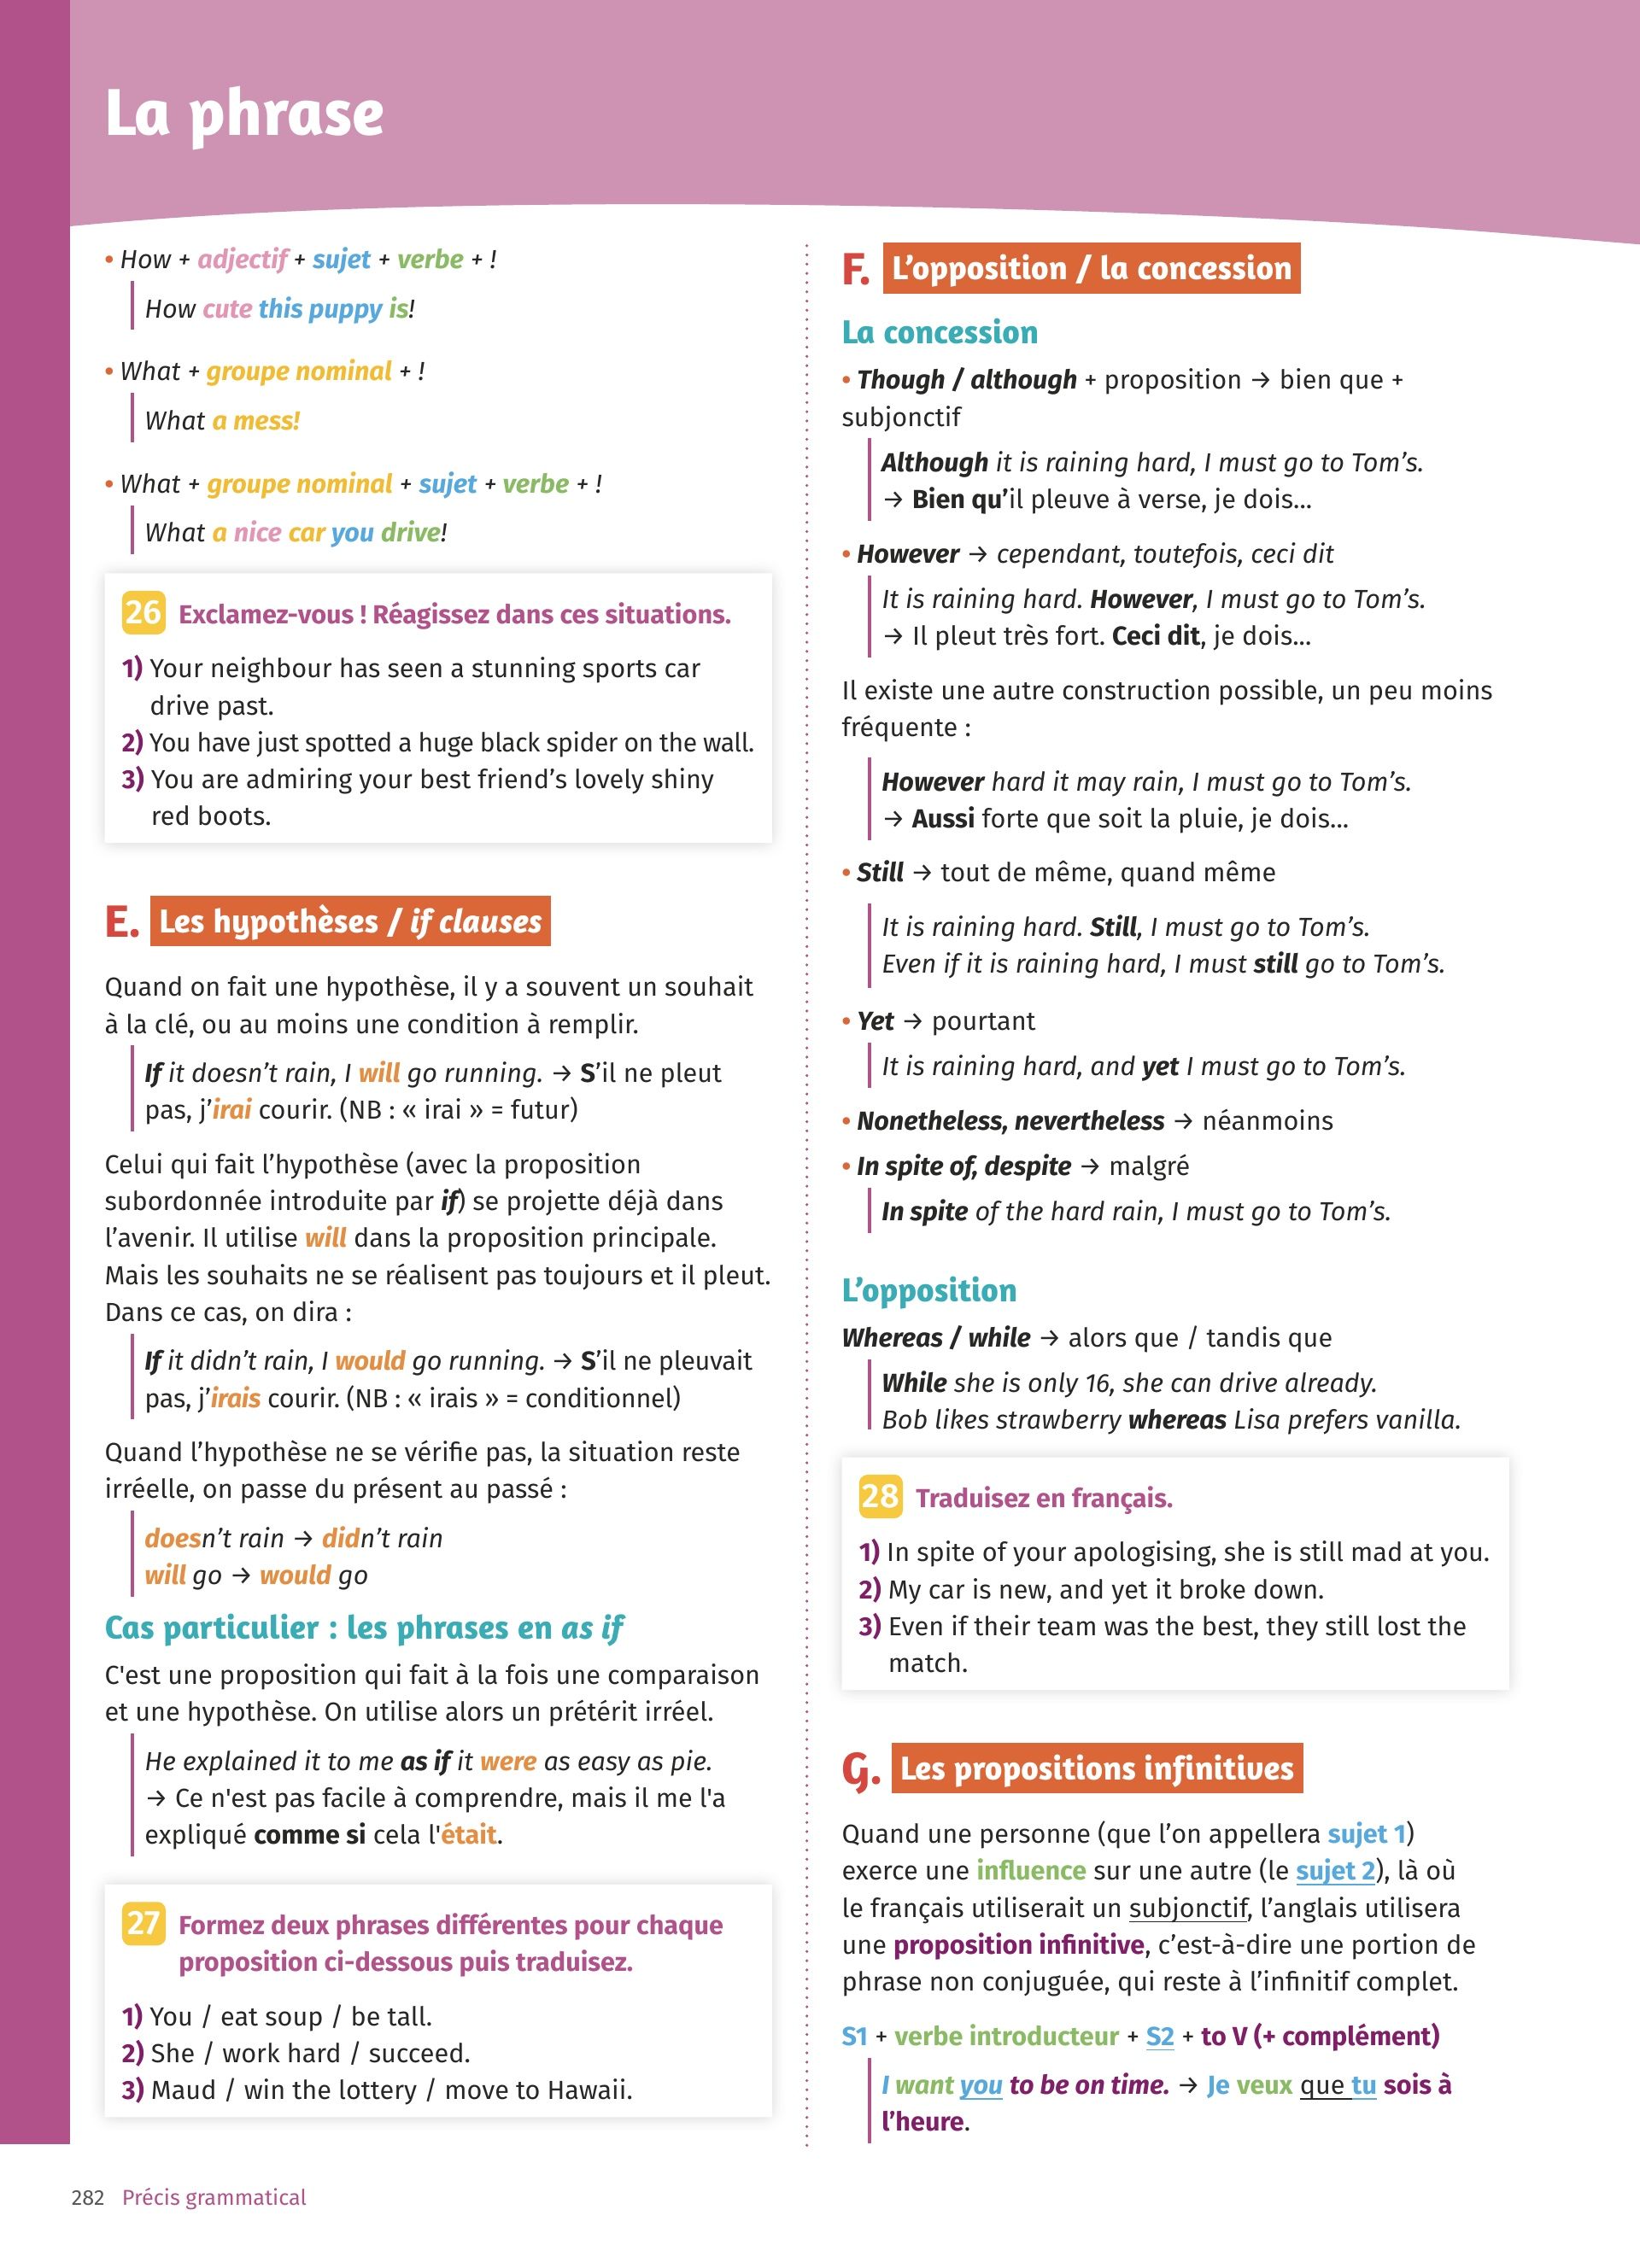 La phrase
• How + adjectif + sujet + verbe + !
How cute this puppy is!
• What + groupe nominal + !
What a mess!
• What + groupe nominal + sujet + verbe + !
What a nice car you drive!
26 Exclamez-vous ! Réagissez dans ces situations.
1) Your neighbour has seen a stunning sports car
drive past.
2) You have just spotted a huge black spider on the wall.
3) You are admiring your best friend’s lovely shiny
red boots.
E. Les hypothèses / if clauses
Quand on fait une hypothèse, il y a souvent un souhait
à la clé, ou au moins une condition à remplir.
If it doesn’t rain, I will go running. → S’il ne pleut
pas, j’irai courir. (NB : « irai » = futur)
Celui qui fait l’hypothèse (avec la proposition
subordonnée introduite par if) se projette déjà dans
l’avenir. Il utilise will dans la proposition principale.
Mais les souhaits ne se réalisent pas toujours et il pleut.
Dans ce cas, on dira :
If it didn’t rain, I would go running. → S’il ne pleuvait
pas, j’irais courir. (NB : « irais » = conditionnel)
Quand l’hypothèse ne se vérifie pas, la situation reste
irréelle, on passe du présent au passé :
doesn’t rain → didn’t rain
will go → would go
Cas particulier : les phrases en as if
C'est une proposition qui fait à la fois une comparaison
et une hypothèse. On utilise alors un prétérit irréel.
He explained it to me as if it were as easy as pie.
→ Ce n'est pas facile à comprendre, mais il me l'a
expliqué comme si cela l'était.
27 Formez deux phrases différentes pour chaque
proposition ci-dessous puis traduisez.
1) You / eat soup / be tall.
2) She / work hard / succeed.
3) Maud / win the lottery / move to Hawaii.
F. L’opposition / la concession
La concession
• Though / although + proposition → bien que +
subjonctif
Although it is raining hard, I must go to Tom’s.
→ Bien qu’il pleuve à verse, je dois...
• However → cependant, toutefois, ceci dit
It is raining hard. However, I must go to Tom’s.
→ Il pleut très fort. Ceci dit, je dois...
Il existe une autre construction possible, un peu moins
fréquente :
However hard it may rain, I must go to Tom’s.
→ Aussi forte que soit la pluie, je dois...
• Still → tout de même, quand même
It is raining hard. Still, I must go to Tom’s.
Even if it is raining hard, I must still go to Tom’s.
• Yet → pourtant
It is raining hard, and yet I must go to Tom’s.
• Nonetheless, nevertheless → néanmoins
• In spite of, despite → malgré
In spite of the hard rain, I must go to Tom’s.
L’opposition
Whereas / while → alors que / tandis que
While she is only 16, she can drive already.
Bob likes strawberry whereas Lisa prefers vanilla.
28 Traduisez en français.
1) In spite of your apologising, she is still mad at you.
2) My car is new, and yet it broke down.
3) Even if their team was the best, they still lost the
match.
G. Les propositions infinitives
Quand une personne (que l’on appellera sujet 1)
exerce une influence sur une autre (le sujet 2), là où
le français utiliserait un subjonctif, l’anglais utilisera
une proposition infinitive, c’est-à-dire une portion de
phrase non conjuguée, qui reste à l’infinitif complet.
S1 + verbe introducteur + S2 + to V (+ complément)
I want you to be on time. → Je veux que tu sois à
l’heure.
282 Précis grammatical